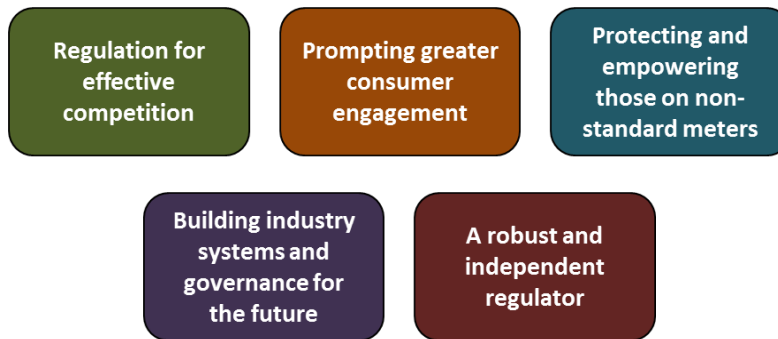 Regulation for
effective
competition
Prompting greater
consumer
engagement
Protecting and
empowering
those on non-
standard meters
Building industry
systems and
governance for
the future
A robust and
independent
regulator